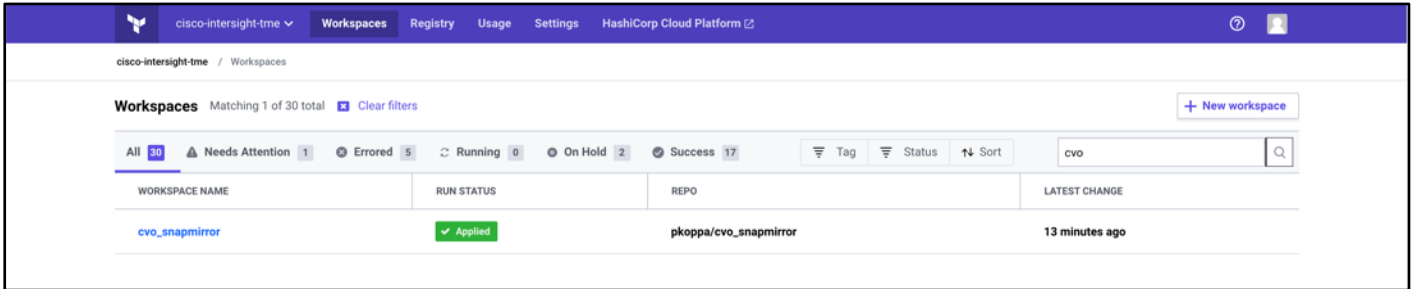 cisco-intersight-tme Workspaces Registry Usage Settings HashiCorp Cloud Platform
cisco-intersight-tme / Workspaces
Workspaces Matching 1 of 30 total Clear filters + New workspace
All 30 Needs Attention 1 Errored 5 Running 0 On Hold 2 Success 17 Tag Status Sort cvo
WORKSPACE NAME RUN STATUS REPO LATEST CHANGE
cvo_snapmirror Applied pkoppa/cvo_snapmirror 13 minutes ago